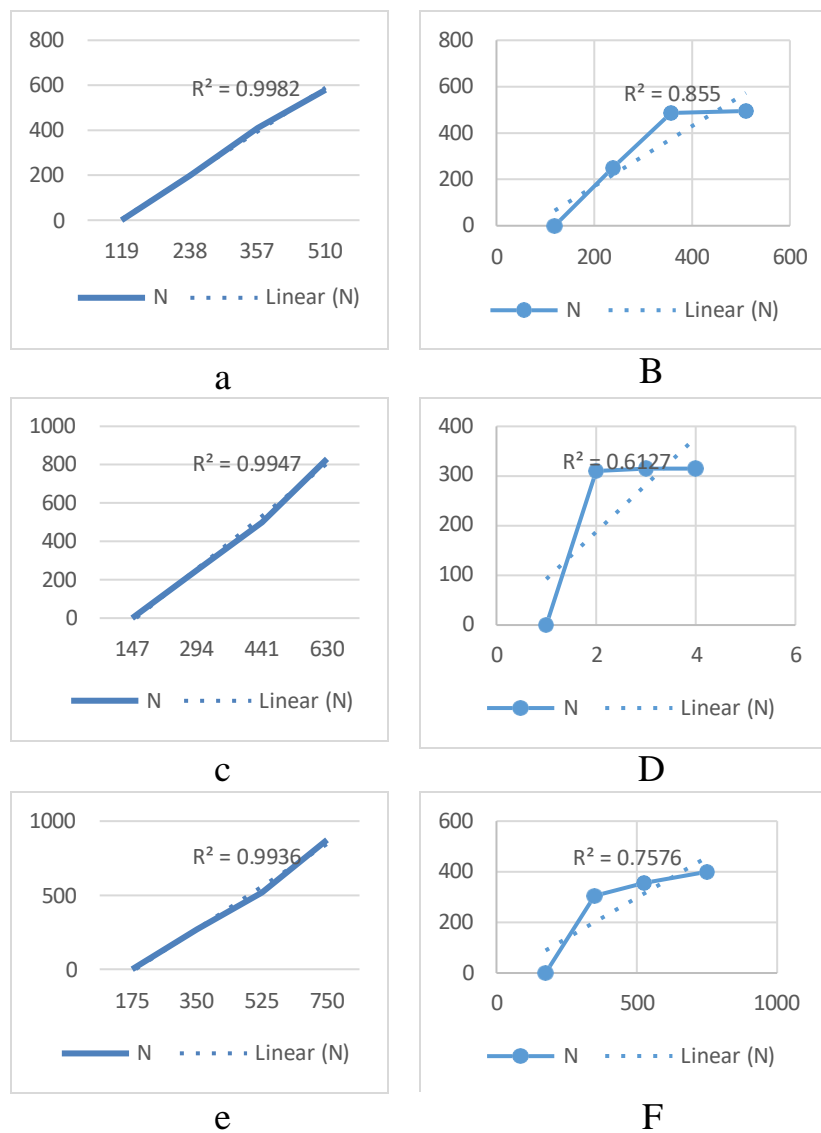 800
600
400
200
0
R² = 0.9982
119 238 357 510
N Linear (N)
a
800
600
400
200
0
R² = 0.855
0 200 400 600
N Linear (N)
B
1000
800
600
400
200
0
R² = 0.9947
147 294 441 630
N Linear (N)
c
400
300
200
100
0
R² = 0.6127
0 2 4 6
N Linear (N)
D
1000
500
0
R² = 0.9936
175 350 525 750
N Linear (N)
e
600
400
200
0
R² = 0.7576
0 500 1000
N Linear (N)
F